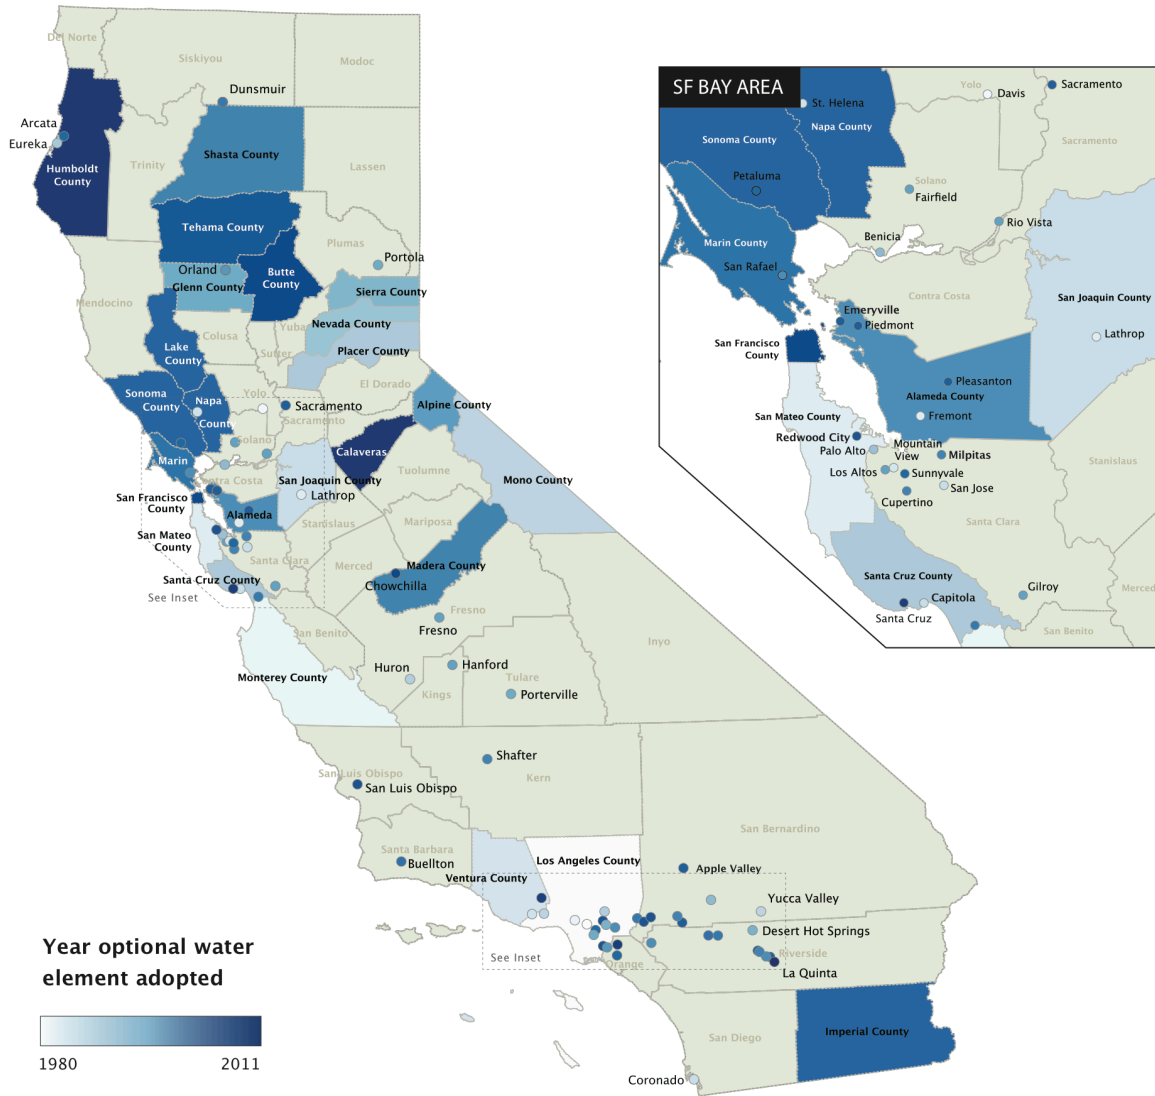 Del Norte
Siskiyou
Modoc
Dunsmuir
Arcata
Eureka
Humboldt
County
Trinity
Shasta County
Lassen
Tehama County
Plumas
Portola
Orland
Glenn County
Butte
County
Sierra County
Mendocino
Colusa
Yuba
Nevada County
Sutter
Placer County
Lake
County
El Dorado
Sonoma
County
Napa
County
Yolo
Sacramento
Sacramento
Alpine County
Solano
Marin
Calaveras
Contra Costa
San Joaquin County
Lathrop
Tuolumne
Mono County
San Francisco
County
Alameda
Stanislaus
Mariposa
San Mateo
County
Santa Clara
Merced
Madera County
Chowchilla
Santa Cruz County
See Inset
Fresno
Fresno
San Benito
Inyo
Huron
Hanford
Monterey County
Kings
Tulare
Porterville
Shafter
Kern
San Luis Obispo
San Luis Obispo
San Bernardino
Santa Barbara
Buellton
Los Angeles County
Ventura County
Apple Valley
Yucca Valley
Desert Hot Springs
See Inset
Orange
Riverside
La Quinta
San Diego
Imperial County
Coronado
Year optional water
element adopted
1980
2011
SF BAY AREA
St. Helena
Yolo
Davis
Sacramento
Sonoma County
Napa County
Sacramento
Petaluma
Solano
Fairfield
Rio Vista
Marin County
Benicia
San Rafael
Contra Costa
San Joaquin County
Emeryville
Piedmont
Lathrop
San Francisco
County
Pleasanton
Alameda County
Fremont
San Mateo County
Redwood City
Mountain
View
Palo Alto
Milpitas
Los Altos
Sunnyvale
San Jose
Cupertino
Stanislaus
Santa Clara
Santa Cruz County
Capitola
Santa Cruz
Gilroy
Merced
San Benito